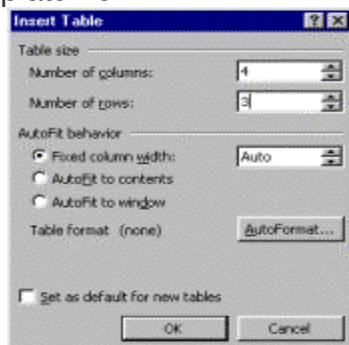 Insert Table
Table size
Number of columns: 4
Number of rows: 3
AutoFit behavior
Fixed column width: Auto
AutoFit to contents
AutoFit to window
Table format (none) AutoFormat...
Set as default for new tables
OK Cancel